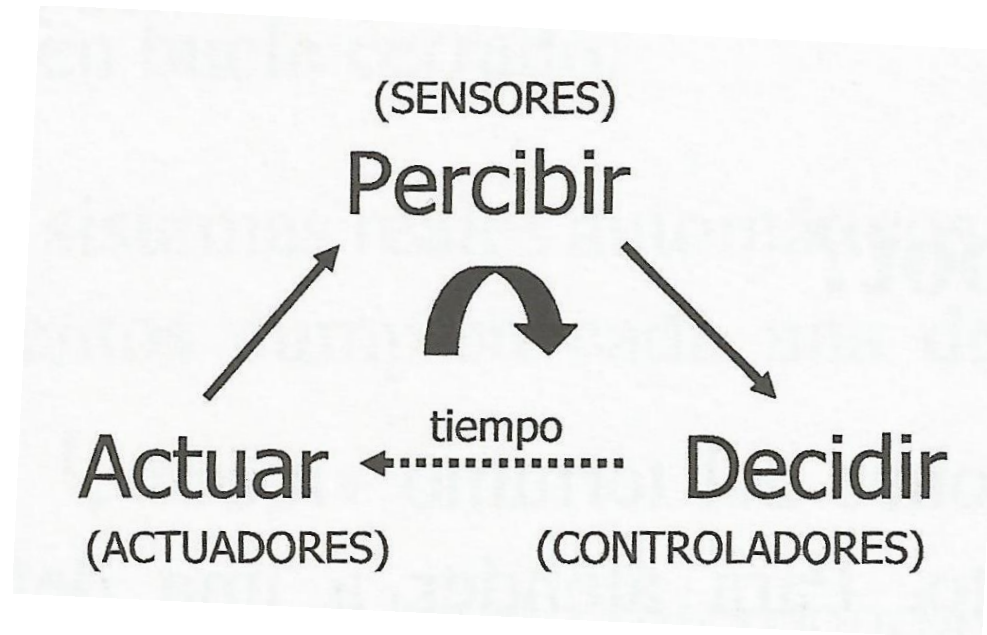 (SENSORES)
Percibir
tiempo
Actuar
Decidir
(ACTUADORES)
(CONTROLADORES)